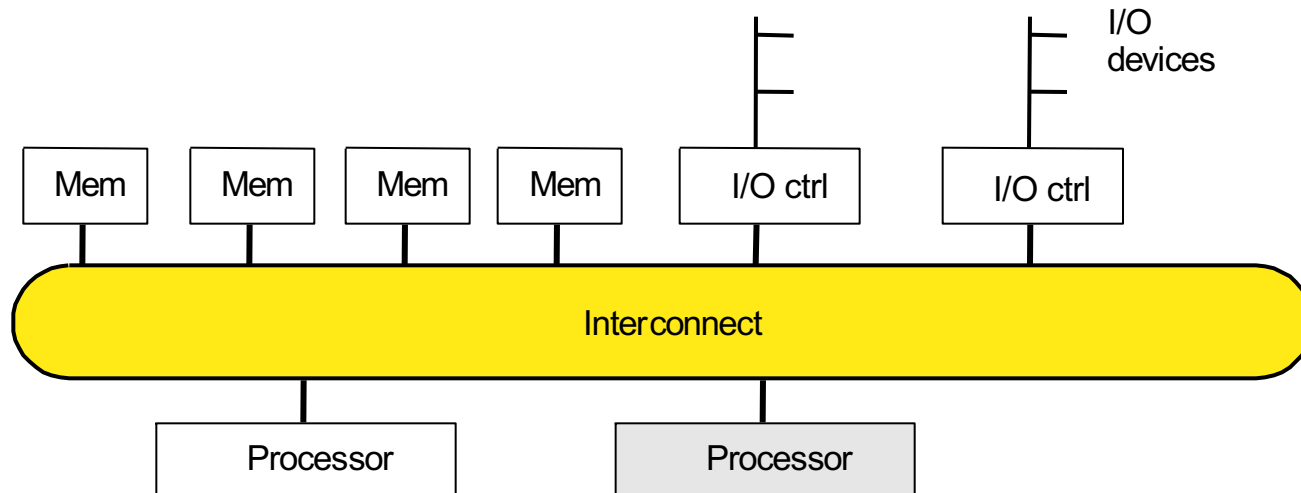 I/O
devices
Mem
Mem
Mem
Mem
I/O ctrl
I/O ctrl
Interconnect
Processor
Processor